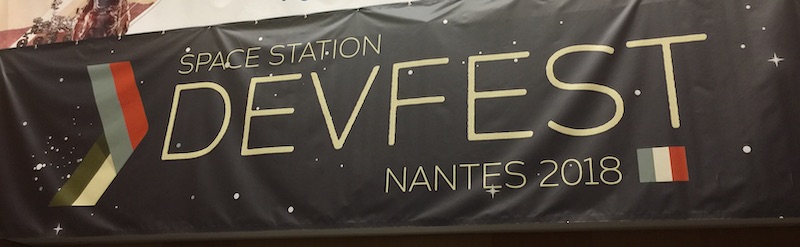 SPACE STATION
DEVFEST
NANTES 2018